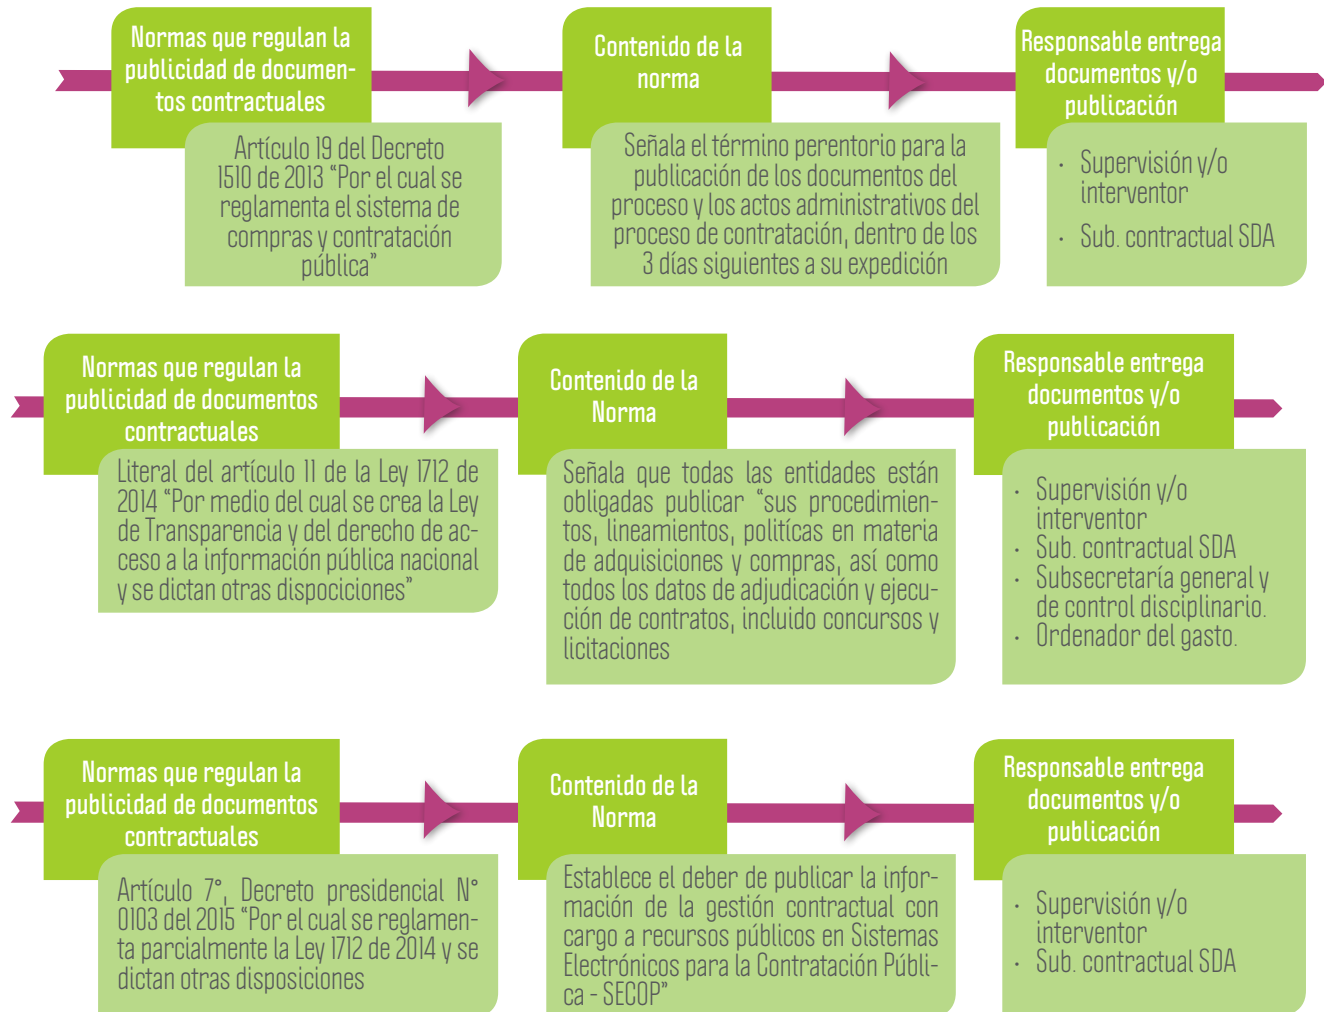 Normas que regulan la
publicidad de documen-
tos contractuales
Artículo 19 del Decreto
1510 de 2013 “Por el cual se
reglamenta el sistema de
compras y contratación
pública”
Contenido de la
norma
Señala el término perentorio para la
publicación de los documentos del
proceso y los actos administrativos del
proceso de contratación, dentro de los
3 días siguientes a su expedición
Responsable entrega
documentos y/o
publicación
· Supervisión y/o
interventor
· Sub. contractual SDA
Normas que regulan la
publicidad de documentos
contractuales
Literal del artículo 11 de la Ley 1712 de
2014 “Por medio del cual se crea la Ley
de Transparencia y del derecho de ac-
ceso a la información pública nacional
y se dictan otras dispociciones”
Contenido de la
Norma
Señala que todas las entidades están
obligadas publicar “sus procedimien-
tos, lineamientos, politícas en materia
de adquisiciones y compras, así como
todos los datos de adjudicación y ejecu-
ción de contratos, incluido concursos y
licitaciones
Responsable entrega
documentos y/o
publicación
· Supervisión y/o
interventor
· Sub. contractual SDA
· Subsecretaría general y
de control disciplinario.
· Ordenador del gasto.
Normas que regulan la
publicidad de documentos
contractuales
Artículo 7°, Decreto presidencial N°
0103 del 2015 “Por el cual se reglamen-
ta parcialmente la Ley 1712 de 2014 y se
dictan otras disposiciones
Contenido de la
Norma
Establece el deber de publicar la infor-
mación de la gestión contractual con
cargo a recursos públicos en Sistemas
Electrónicos para la Contratación Públi-
ca - SECOP”
Responsable entrega
documentos y/o
publicación
· Supervisión y/o
interventor
· Sub. contractual SDA